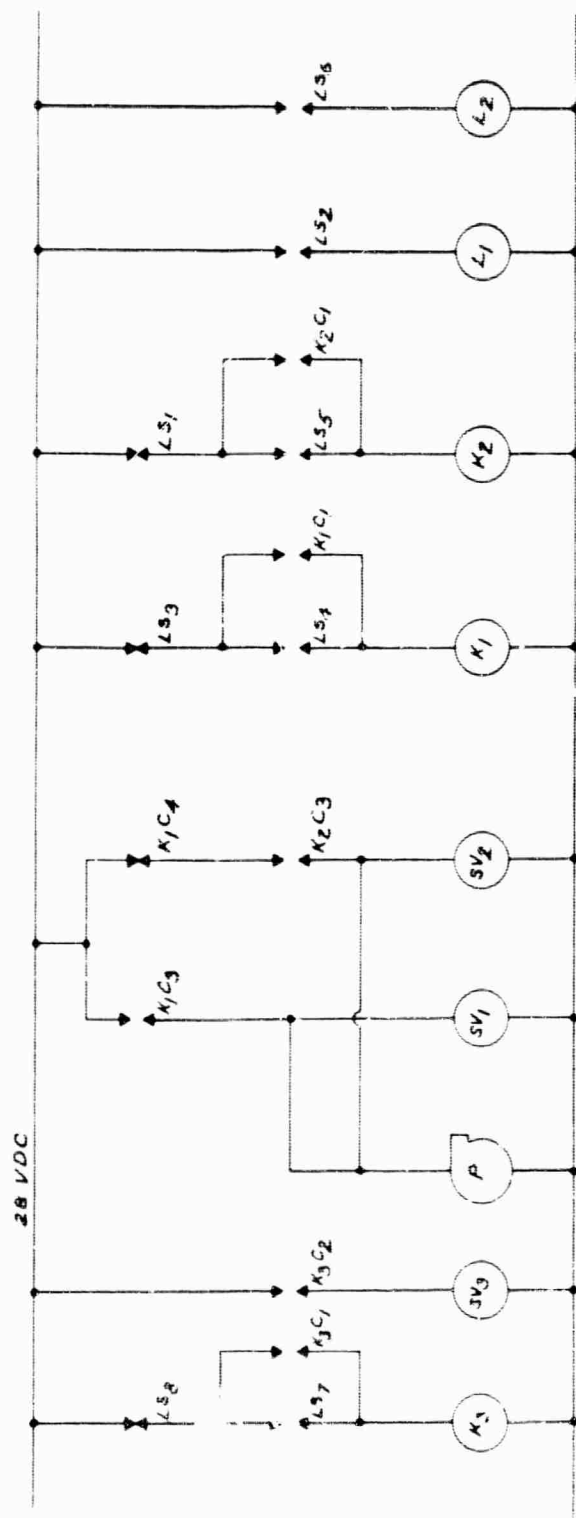 28 VDC
LS8
K1C3
K1C4
LS3
LS1
LS7
K3C1
K3C2
K2C3
LS4
K1C1
LS5
K2C1
LS2
LS6
K3
SV3
P
SV1
SV2
K1
K2
L1
L2